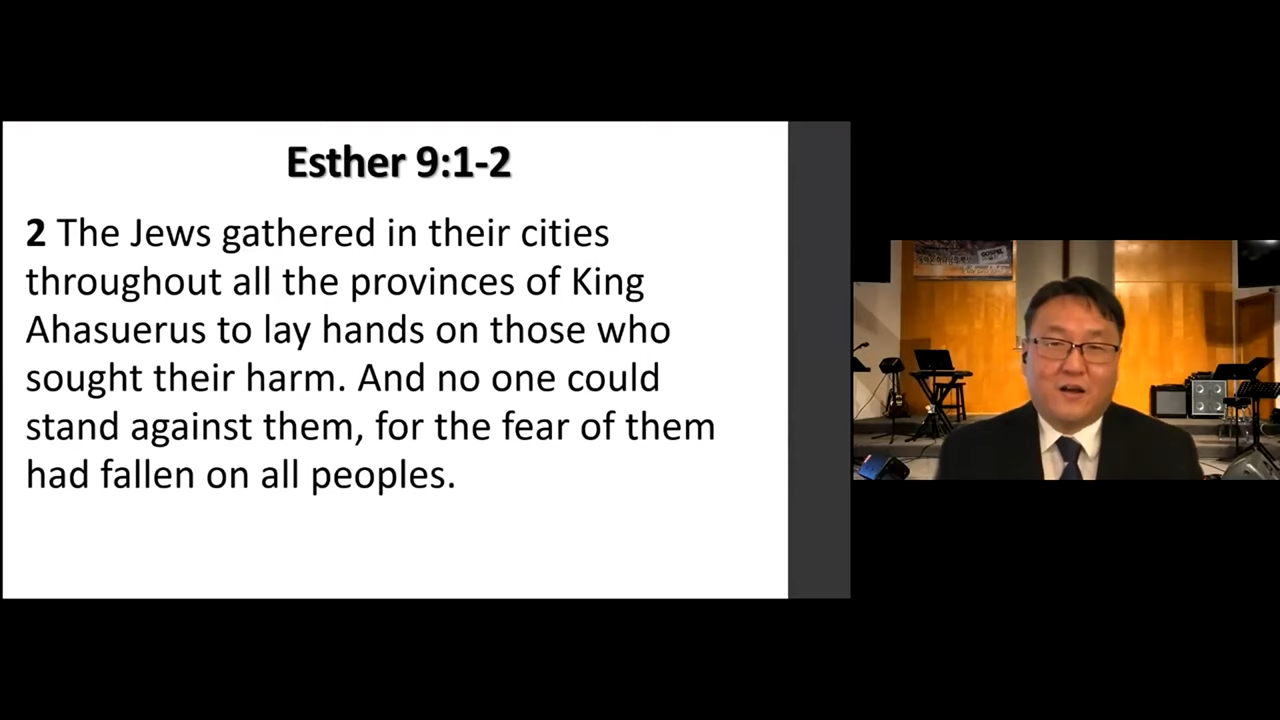 Esther 9:1-2
2 The Jews gathered in their cities
throughout all the provinces of King
Ahasuerus to lay hands on those who
sought their harm. And no one could
stand against them, for the fear of them
had fallen on all peoples.
GOSPEL